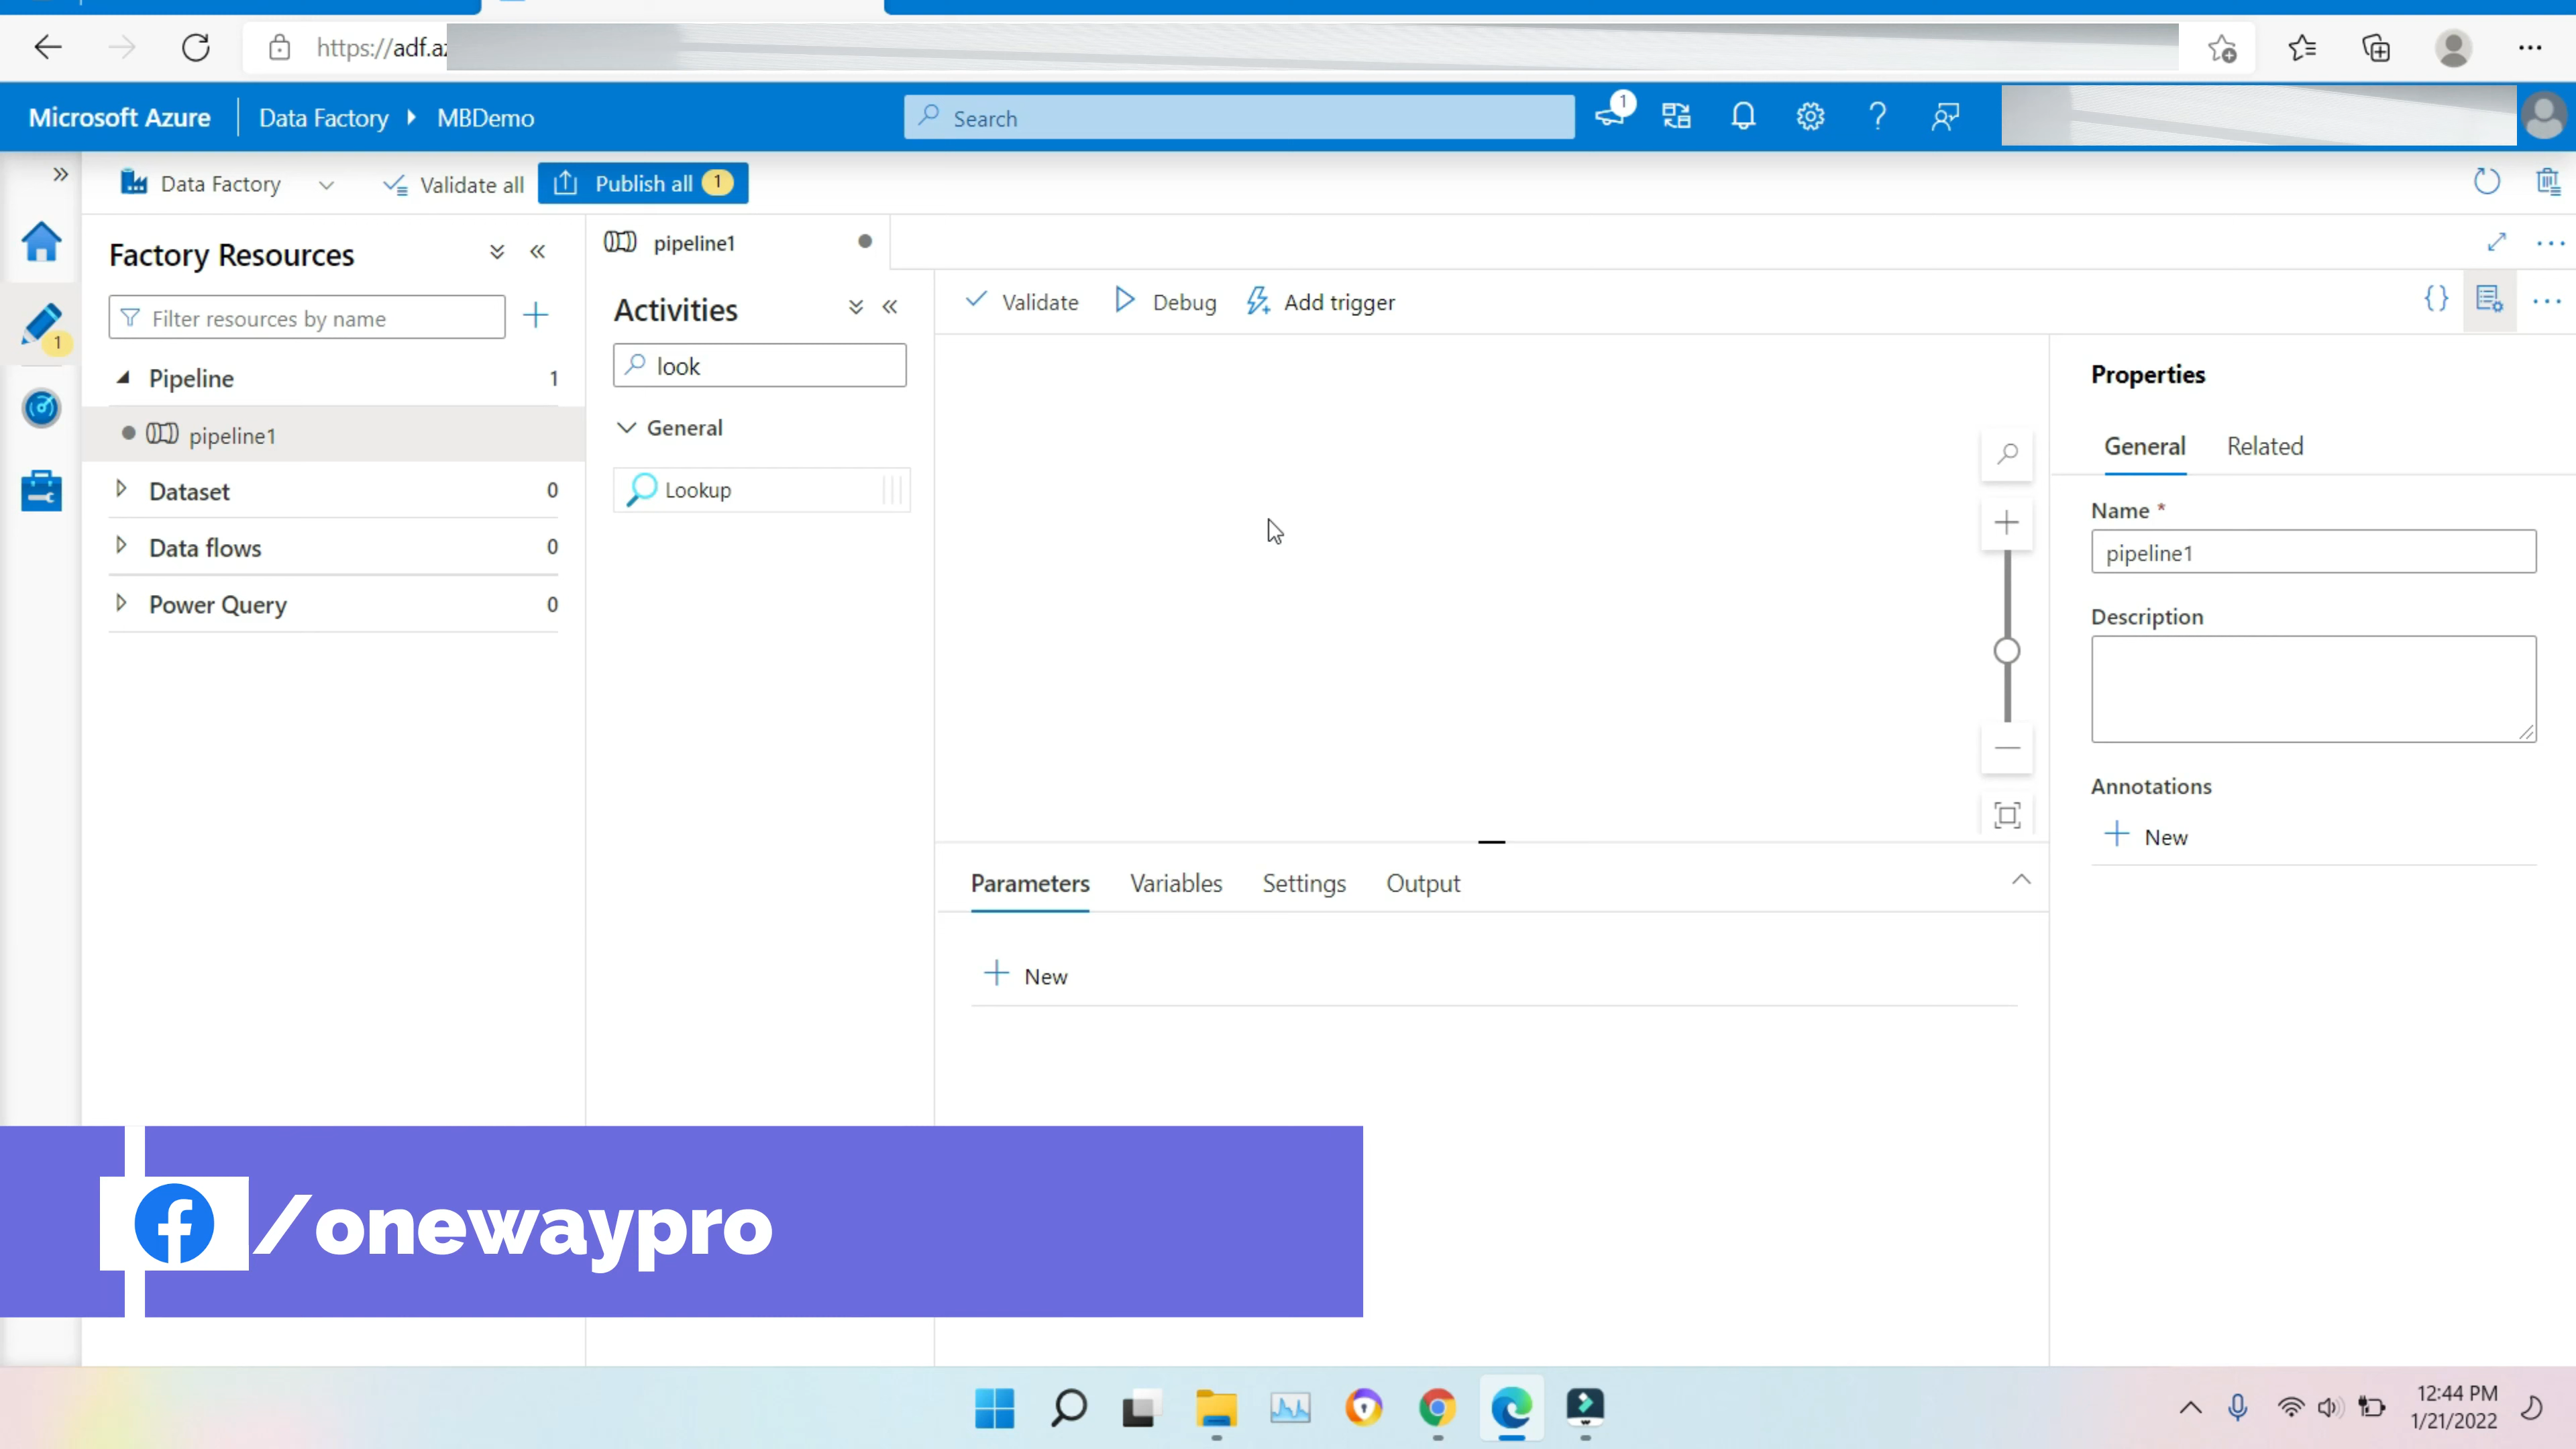 https://adf.az
Microsoft Azure Data Factory MBDemo Search 1
Data Factory Validate all Publish all 1
Factory Resources
Filter resources by name
1
Pipeline 1
pipeline1
Dataset 0
Data flows 0
Power Query 0
pipeline1
Activities
look
General
Lookup
Validate Debug Add trigger
{}
Parameters Variables Settings Output
New
Properties
General Related
Name *
pipeline1
Description
Annotations
New
/onewaypro
12:44 PM
1/21/2022